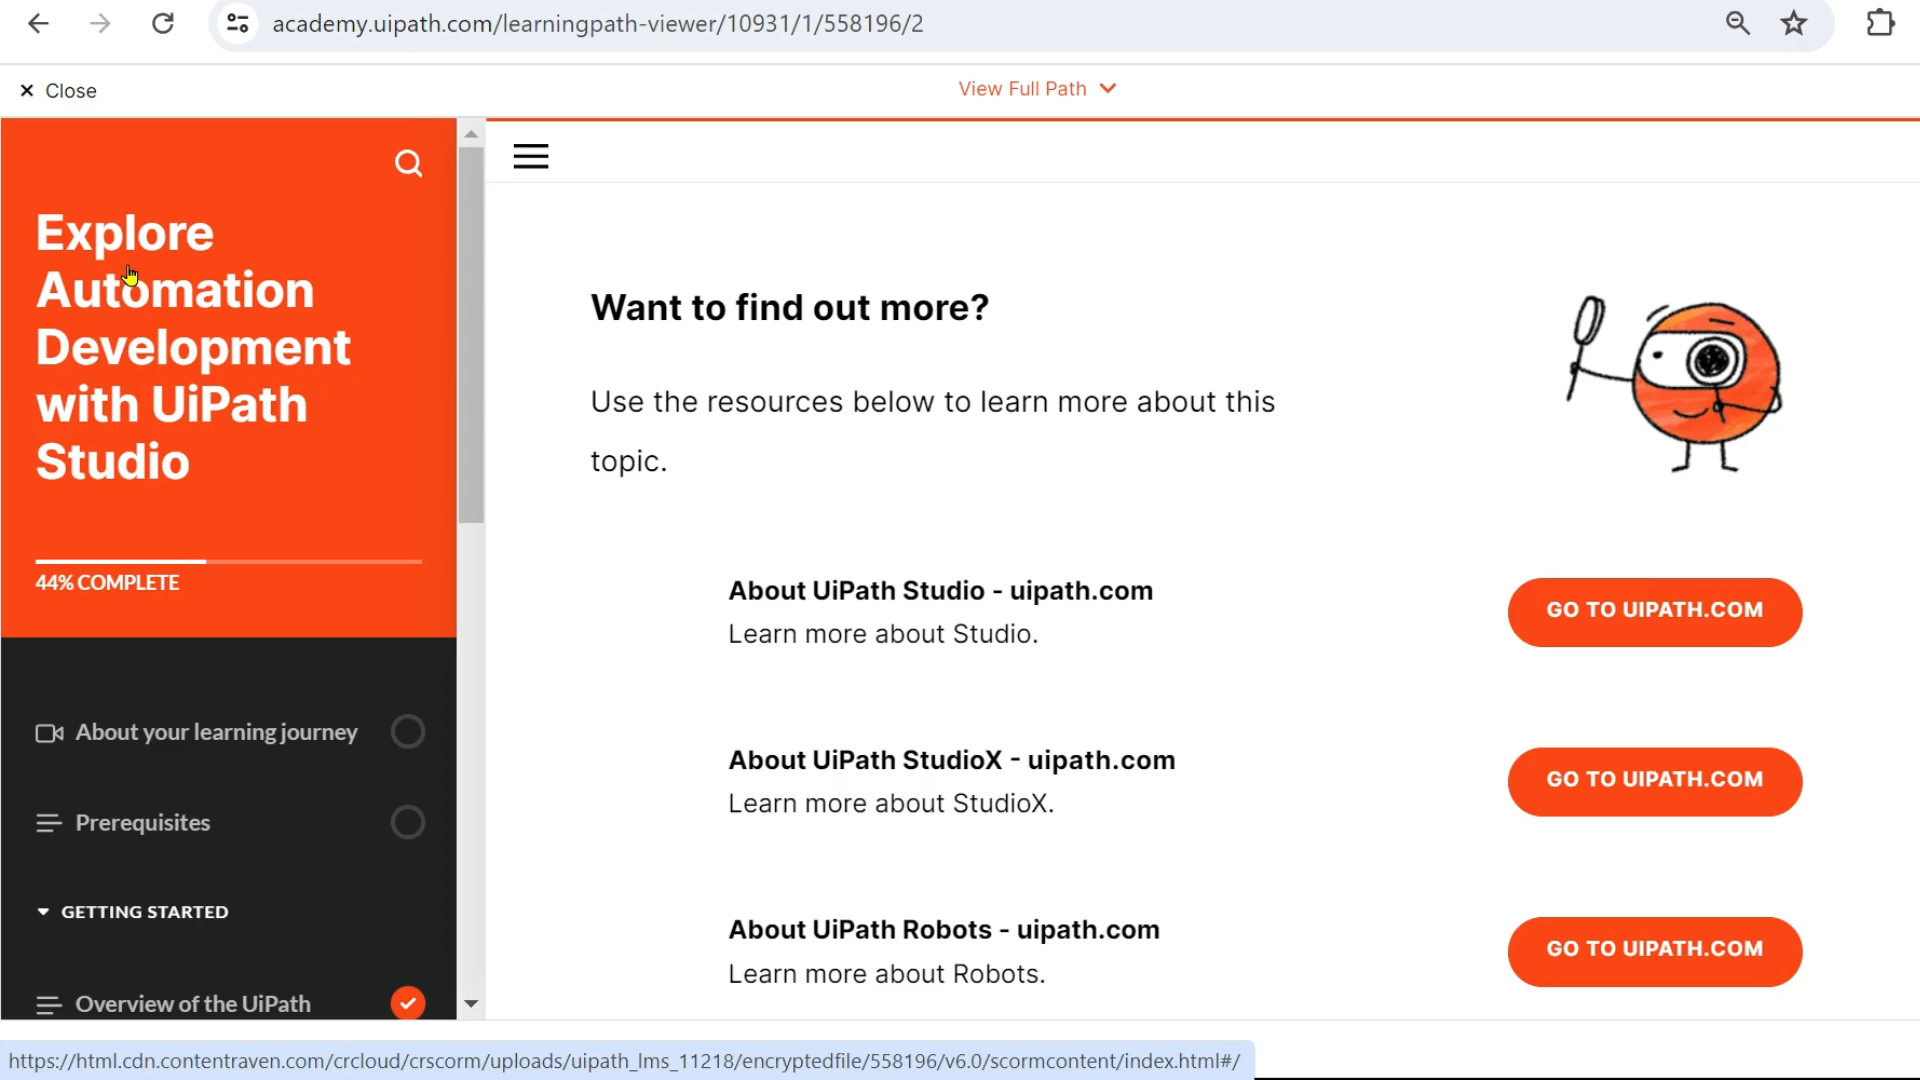 academy.uipath.com/learningpath-viewer/10931/1/558196/2
Close
View Full Path
Explore
Automation
Development
with UiPath
Studio
44% COMPLETE
About your learning journey
Prerequisites
GETTING STARTED
Overview of the UiPath
Want to find out more?
Use the resources below to learn more about this
topic.
About UiPath Studio - uipath.com
Learn more about Studio.
GO TO UIPATH.COM
About UiPath StudioX - uipath.com
Learn more about StudioX.
GO TO UIPATH.COM
About UiPath Robots - uipath.com
Learn more about Robots.
GO TO UIPATH.COM
https://html.cdn.contentraven.com/crcloud/crscorm/uploads/uipath_lms_11218/encryptedfile/558196/v6.0/scormcontent/index.html#/